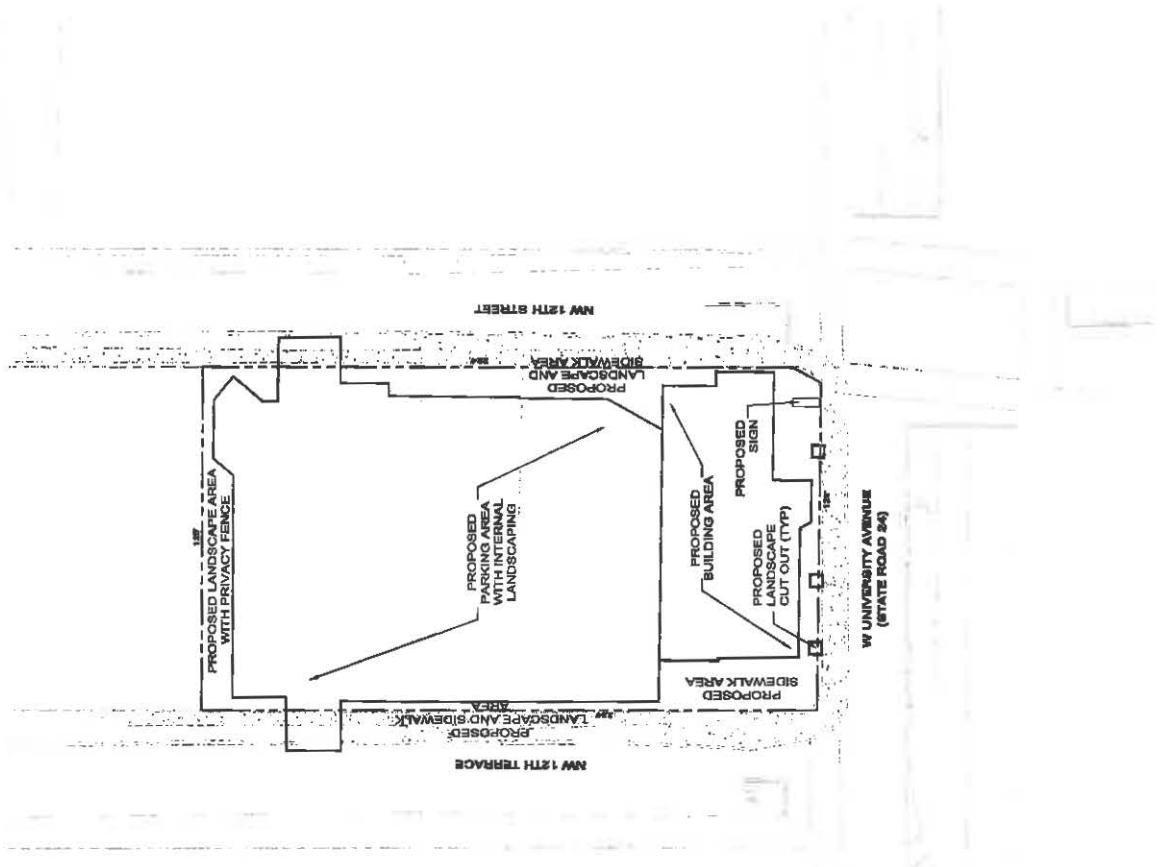 NW 12TH STREET
PROPOSED
LANDSCAPE AND
SIDEWALK AREA
PROPOSED LANDSCAPE AREA
WITH PRIVACY FENCE
PROPOSED
PARKING AREA
WITH INTERNAL
LANDSCAPING
PROPOSED
BUILDING AREA
PROPOSED
SIGN
PROPOSED
LANDSCAPE
CUT OUT (TYP)
W UNIVERSITY AVENUE
(STATE ROAD 24)
PROPOSED
SIDEWALK AREA
PROPOSED
LANDSCAPE AND SIDEWALK
AREA
NW 12TH TERRACE